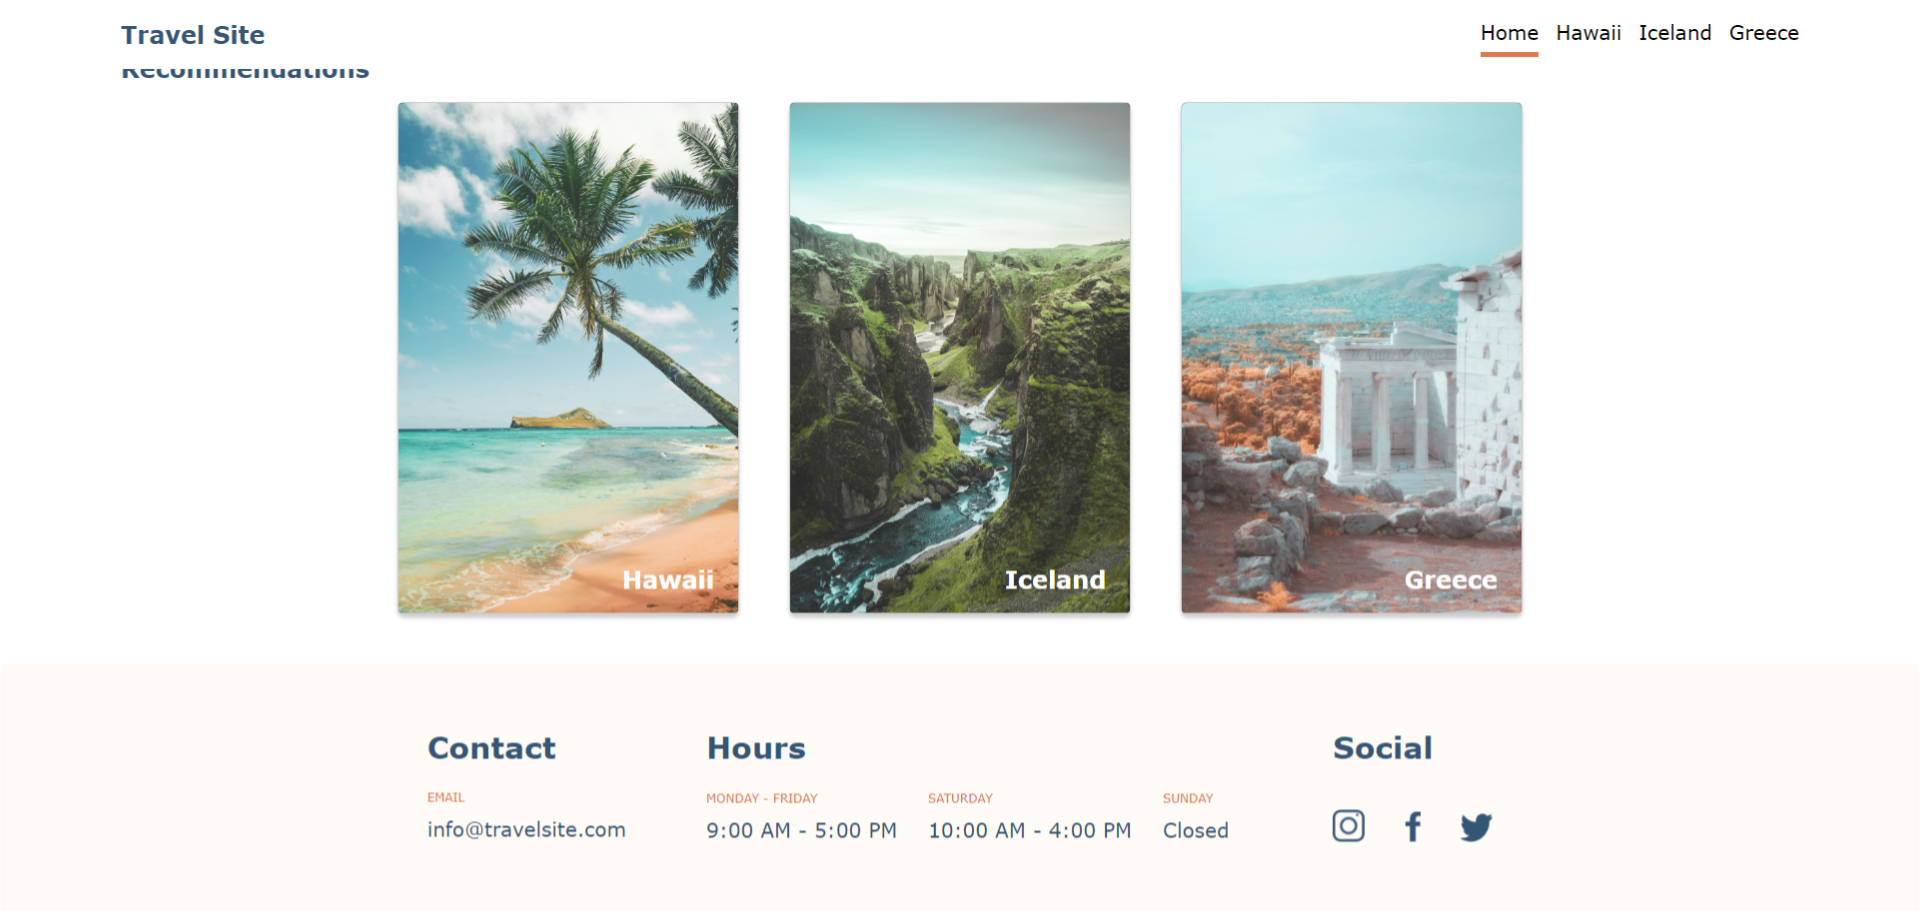 Travel Site
Home Hawaii Iceland Greece
Recommendations
Hawaii
Iceland
Greece
Contact
EMAIL
info@travelsite.com
Hours
MONDAY - FRIDAY
9:00 AM - 5:00 PM
SATURDAY
10:00 AM - 4:00 PM
SUNDAY
Closed
Social